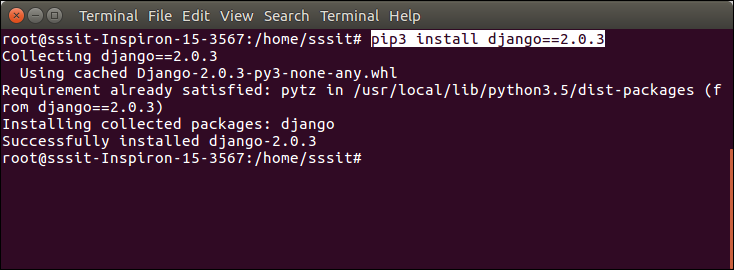 Terminal File Edit View Search Terminal Help
root@sssit-Inspiron-15-3567:/home/sssit# pip3 install django==2.0.3
Collecting django==2.0.3
  Using cached Django-2.0.3-py3-none-any.whl
Requirement already satisfied: pytz in /usr/local/lib/python3.5/dist-packages (f
rom django==2.0.3)
Installing collected packages: django
Successfully installed django-2.0.3
root@sssit-Inspiron-15-3567:/home/sssit#